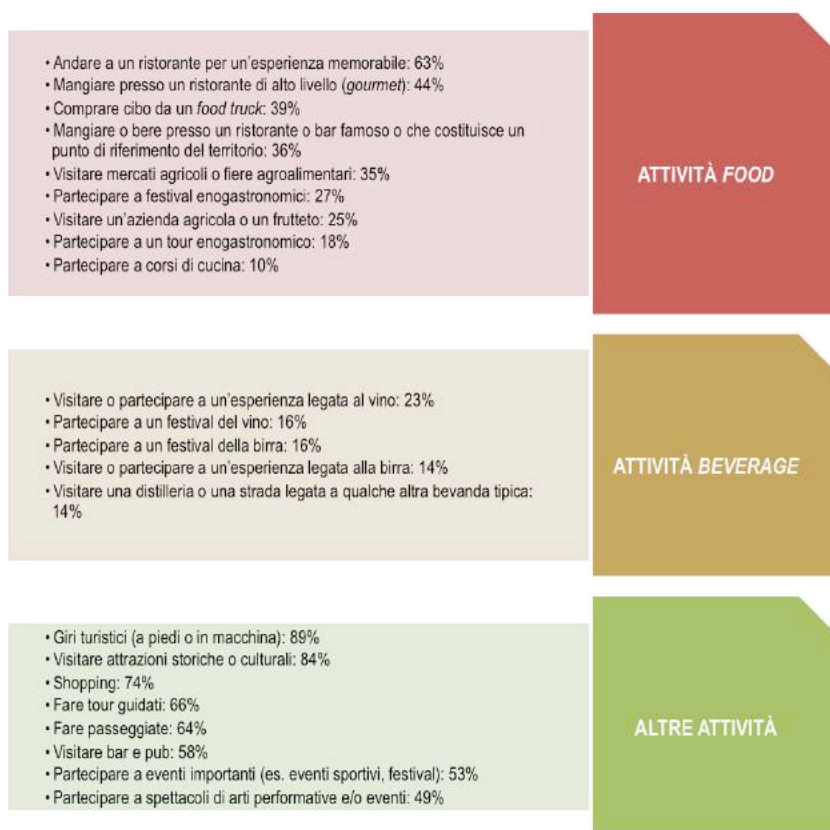 • Andare a un ristorante per un'esperienza memorabile: 63%
• Mangiare presso un ristorante di alto livello (gourmet): 44%
• Comprare cibo da un food truck: 39%
• Mangiare o bere presso un ristorante o bar famoso o che costituisce un
punto di riferimento del territorio: 36%
• Visitare mercati agricoli o fiere agroalimentari: 35%
• Partecipare a festival enogastronomici: 27%
• Visitare un'azienda agricola o un frutteto: 25%
• Partecipare a un tour enogastronomico: 18%
• Partecipare a corsi di cucina: 10%
ATTIVITÀ FOOD
• Visitare o partecipare a un'esperienza legata al vino: 23%
• Partecipare a un festival del vino: 16%
• Partecipare a un festival della birra: 16%
• Visitare o partecipare a un'esperienza legata alla birra: 14%
• Visitare una distilleria o una strada legata a qualche altra bevanda tipica:
14%
ATTIVITÀ BEVERAGE
• Giri turistici (a piedi o in macchina): 89%
• Visitare attrazioni storiche o culturali: 84%
• Shopping: 74%
• Fare tour guidati: 66%
• Fare passeggiate: 64%
• Visitare bar e pub: 58%
• Partecipare a eventi importanti (es. eventi sportivi, festival): 53%
• Partecipare a spettacoli di arti performative e/o eventi: 49%
ALTRE ATTIVITÀ